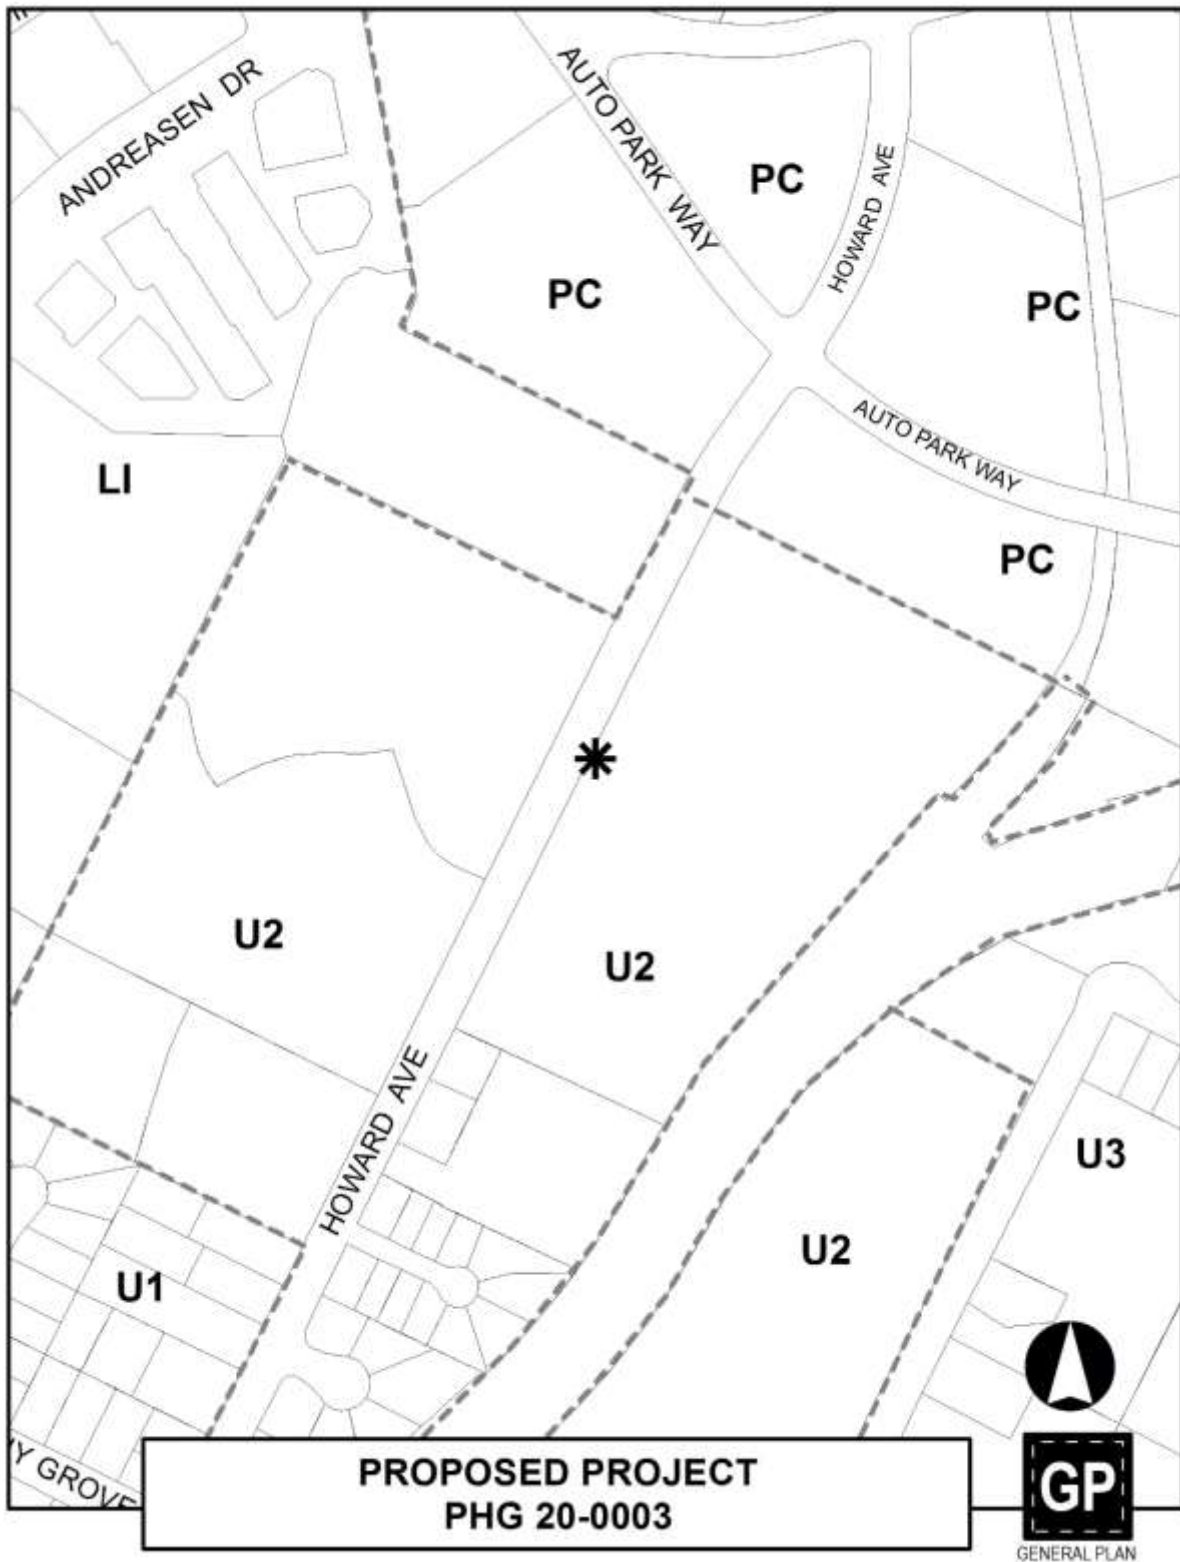 ANDREASEN DR
AUTO PARK WAY
PC
HOWARD AVE
PC
PC
AUTO PARK WAY
LI
PC
U2
U2
HOWARD AVE
U3
U2
U1
GROVE
PROPOSED PROJECT
PHG 20-0003
GP
GENERAL PLAN